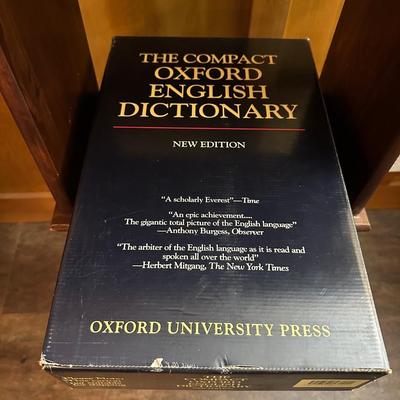 THE COMPACT
OXFORD
ENGLISH
DICTIONARY
NEW EDITION
“A scholarly Everest”—Time
“An epic achievement....
The gigantic total picture of the English language”
—Anthony Burgess, Observer
“The arbiter of the English language as it is read and
spoken all over the world”
—Herbert Mitgang, The New York Times
OXFORD UNIVERSITY PRESS
THE